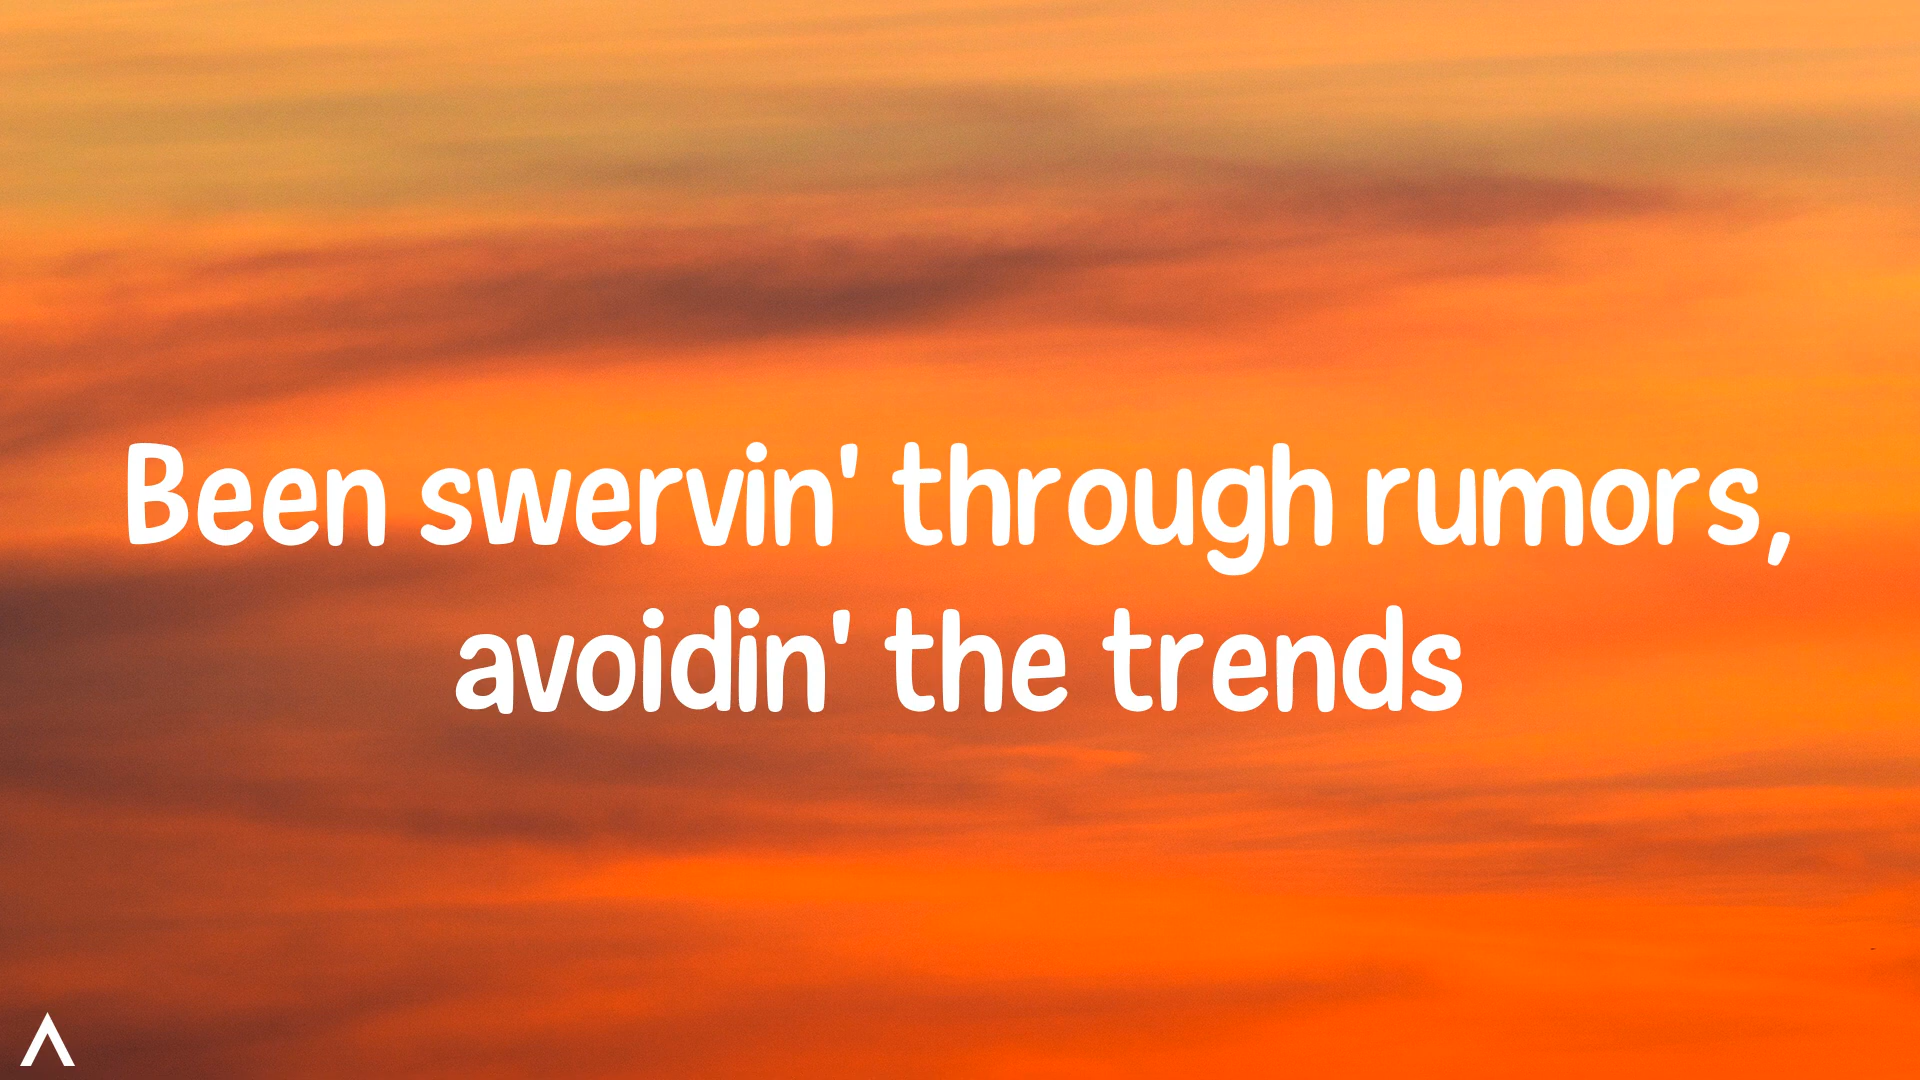 Been swervin' through rumors,
avoidin' the trends